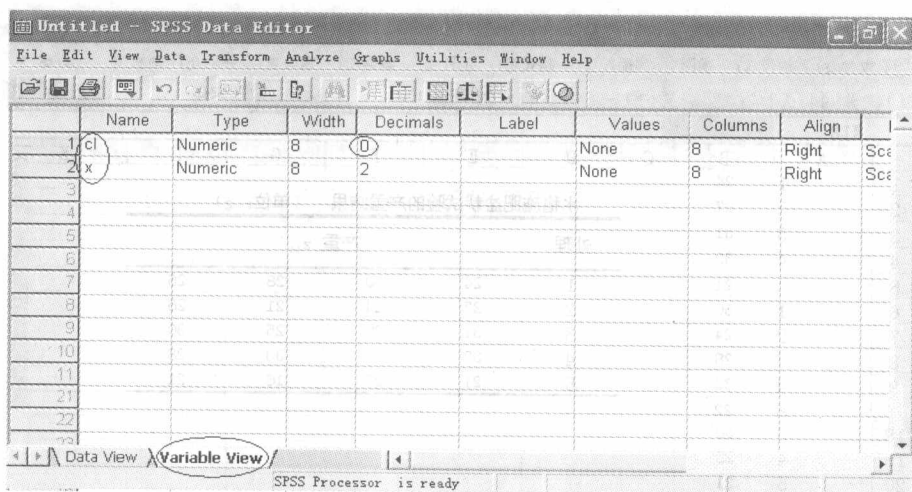 Untitled - SPSS Data Editor
File Edit View Data Transform Analyze Graphs Utilities Window Help
Name Type Width Decimals Label Values Columns Align
1 cl Numeric 8 0 None 8 Right Sca
2 x Numeric 8 2 None 8 Right Sca
3
4
5
6
7
8
9
10
11
21
22
23
Data View Variable View
SPSS Processor is ready